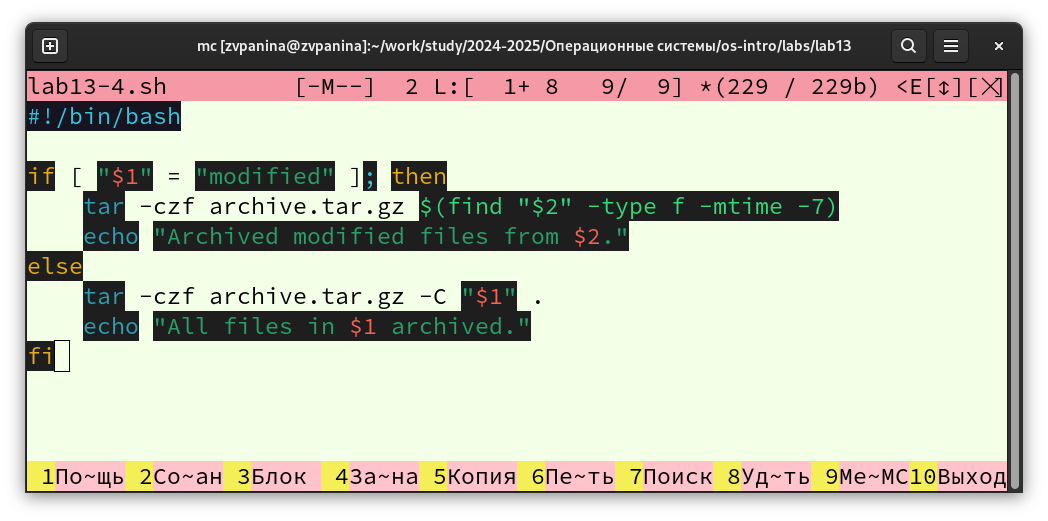 mc [zvpanina@zvpanina]:~/work/study/2024-2025/Операционные системы/os-intro/labs/lab13
lab13-4.sh [-M--] 2 L:[ 1+ 8 9/ 9] *(229 / 229b) <E[↕][X]
#!/bin/bash
if [ "$1" = "modified" ]; then
    tar -czf archive.tar.gz $(find "$2" -type f -mtime -7)
    echo "Archived modified files from $2."
else
    tar -czf archive.tar.gz -C "$1" .
    echo "All files in $1 archived."
fi
1По~щь 2Со~ан 3Блок 4За~на 5Копия 6Пе~ть 7Поиск 8Уд~ть 9Ме~МС10Выход